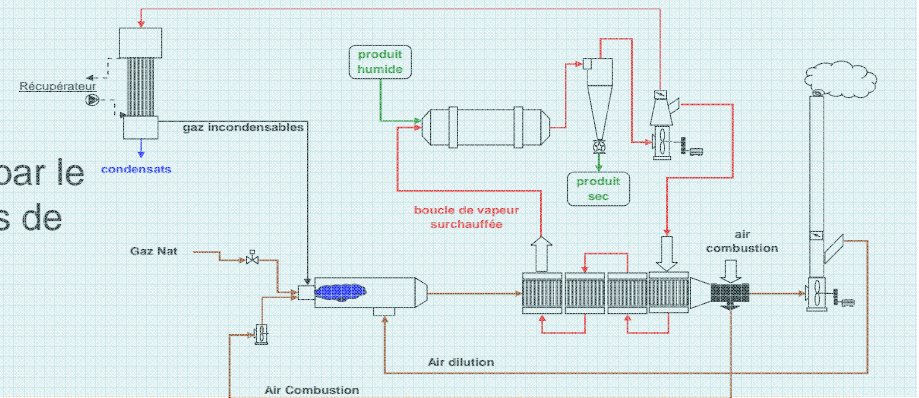 produit
humide
Récupérateur
gaz incondensables
condensats
par le
s de
produit
sec
boucle de vapeur
surchauffée
air
combustion
Gaz Nat
Air dilution
Air Combustion